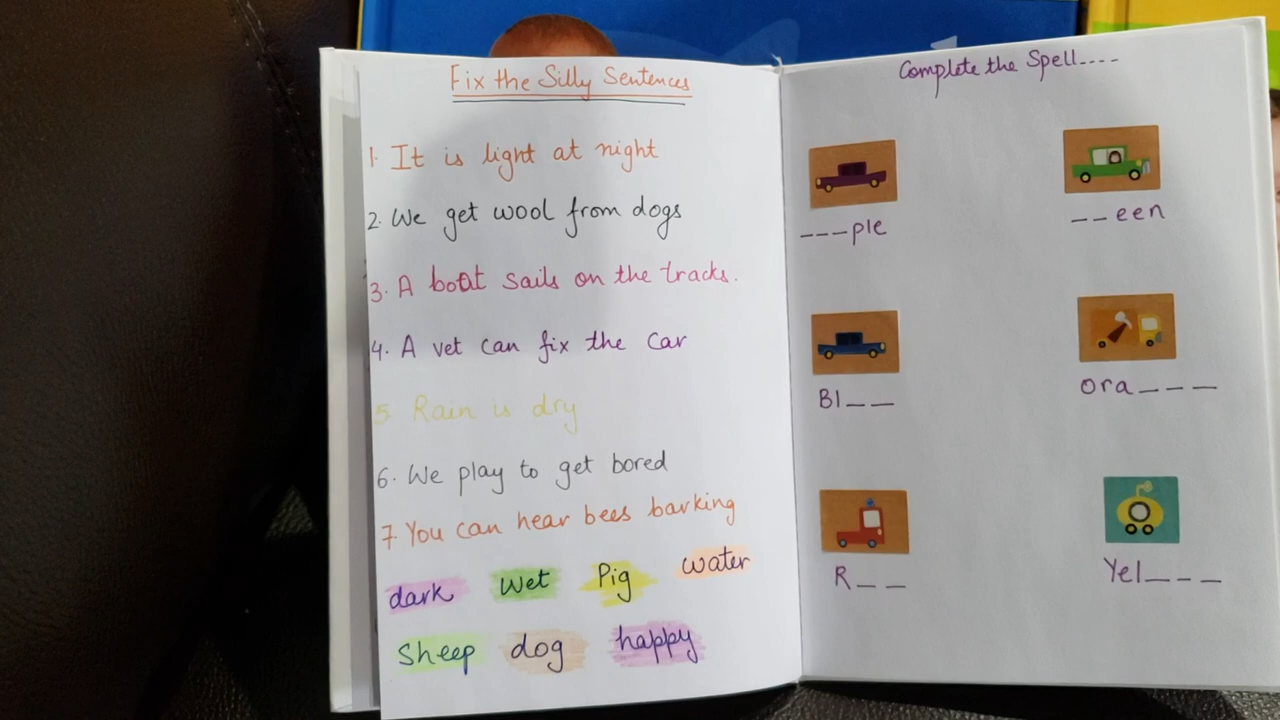 Fix the Silly Sentences
1. It is light at night
2. We get wool from dogs
3. A boat sails on the tracks.
4. A vet can fix the car
5. Rain is dry
6. We play to get bored
7. You can hear bees barking
dark wet Pig water
Sheep dog happy
Complete the Spell----
---ple --een
Bl-- ora---
R-- Yel---